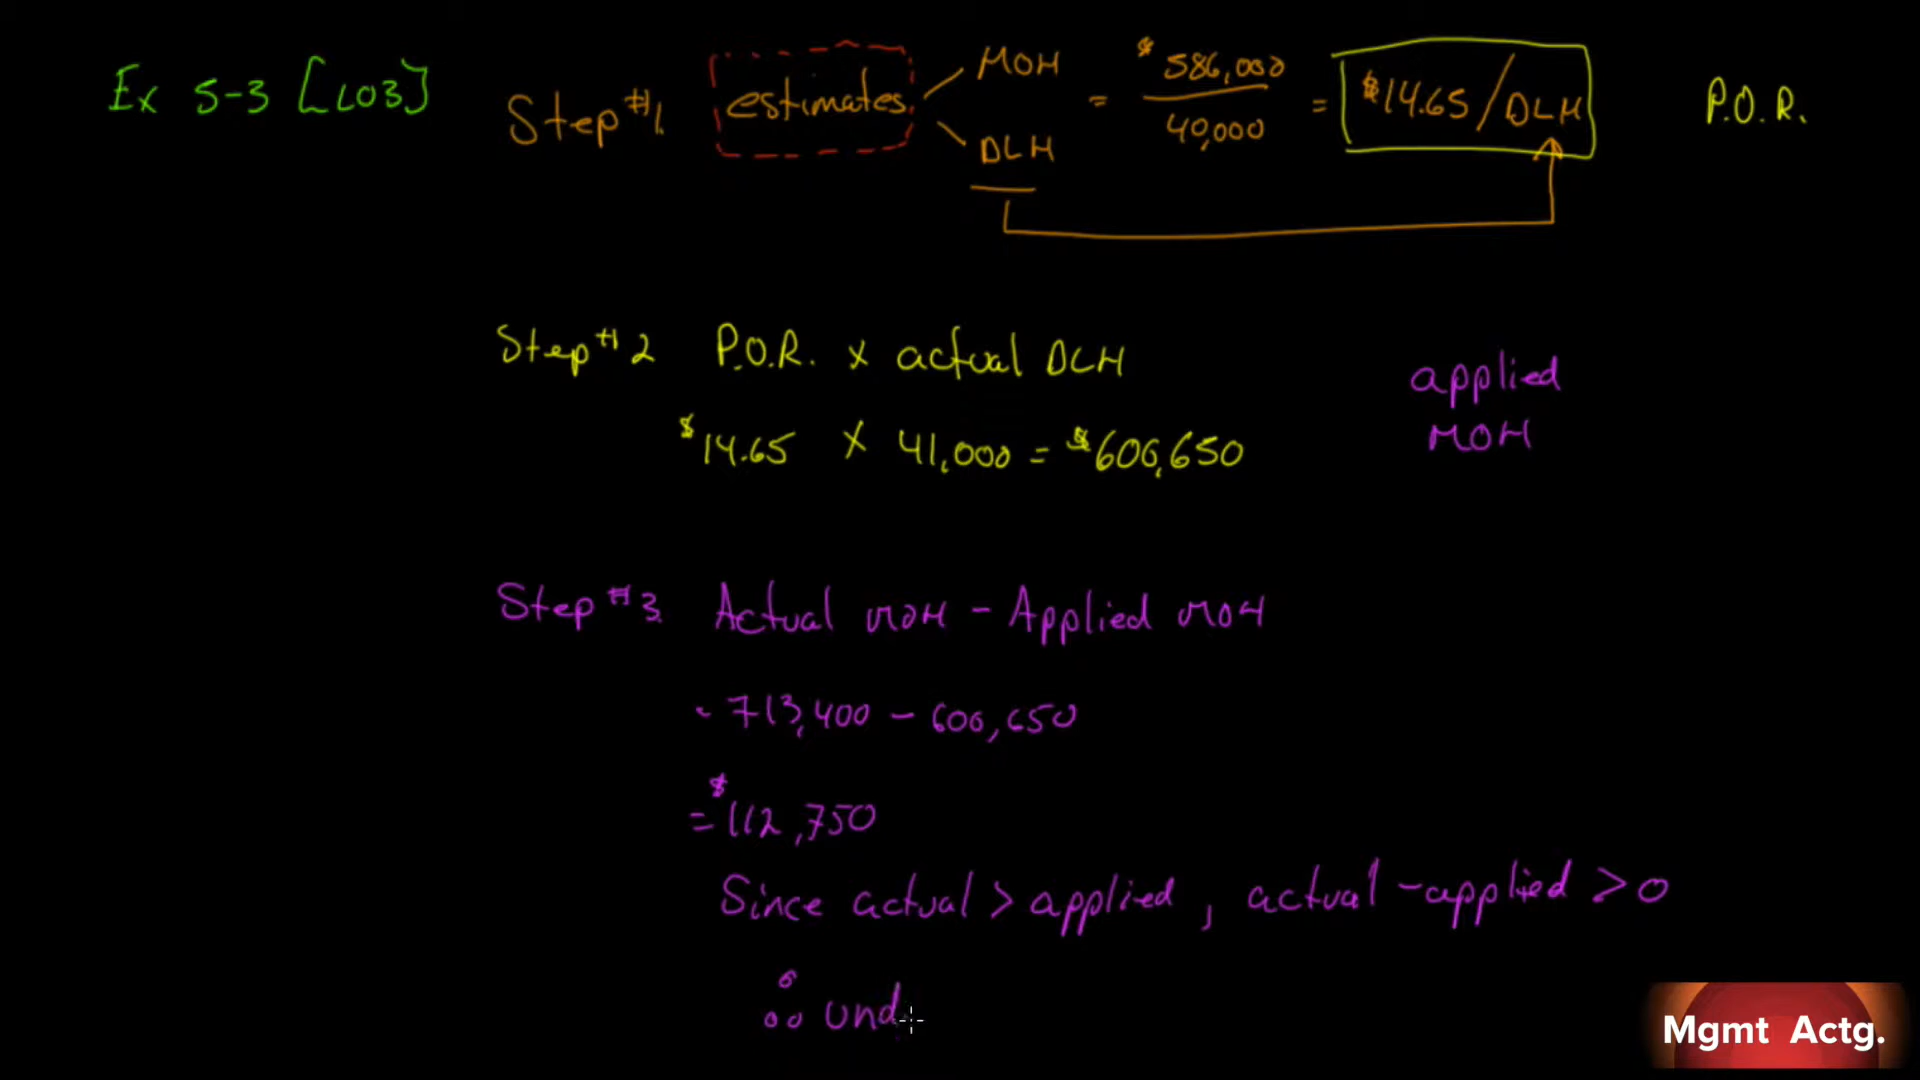 Ex 5-3 [LO3]
Step #1. estimates MOH = $586,000 = $14.65/DLH P.O.R.
DLH 40,000
Step #2 P.O.R. x actual DLH
applied
MOH
$14.65 x 41,000 = $606,650
Step #3. Actual MOH - Applied MOH
= 713,400 - 606,650
= $112,750
Since actual > applied, actual - applied > 0
∴ und
Mgmt Actg.